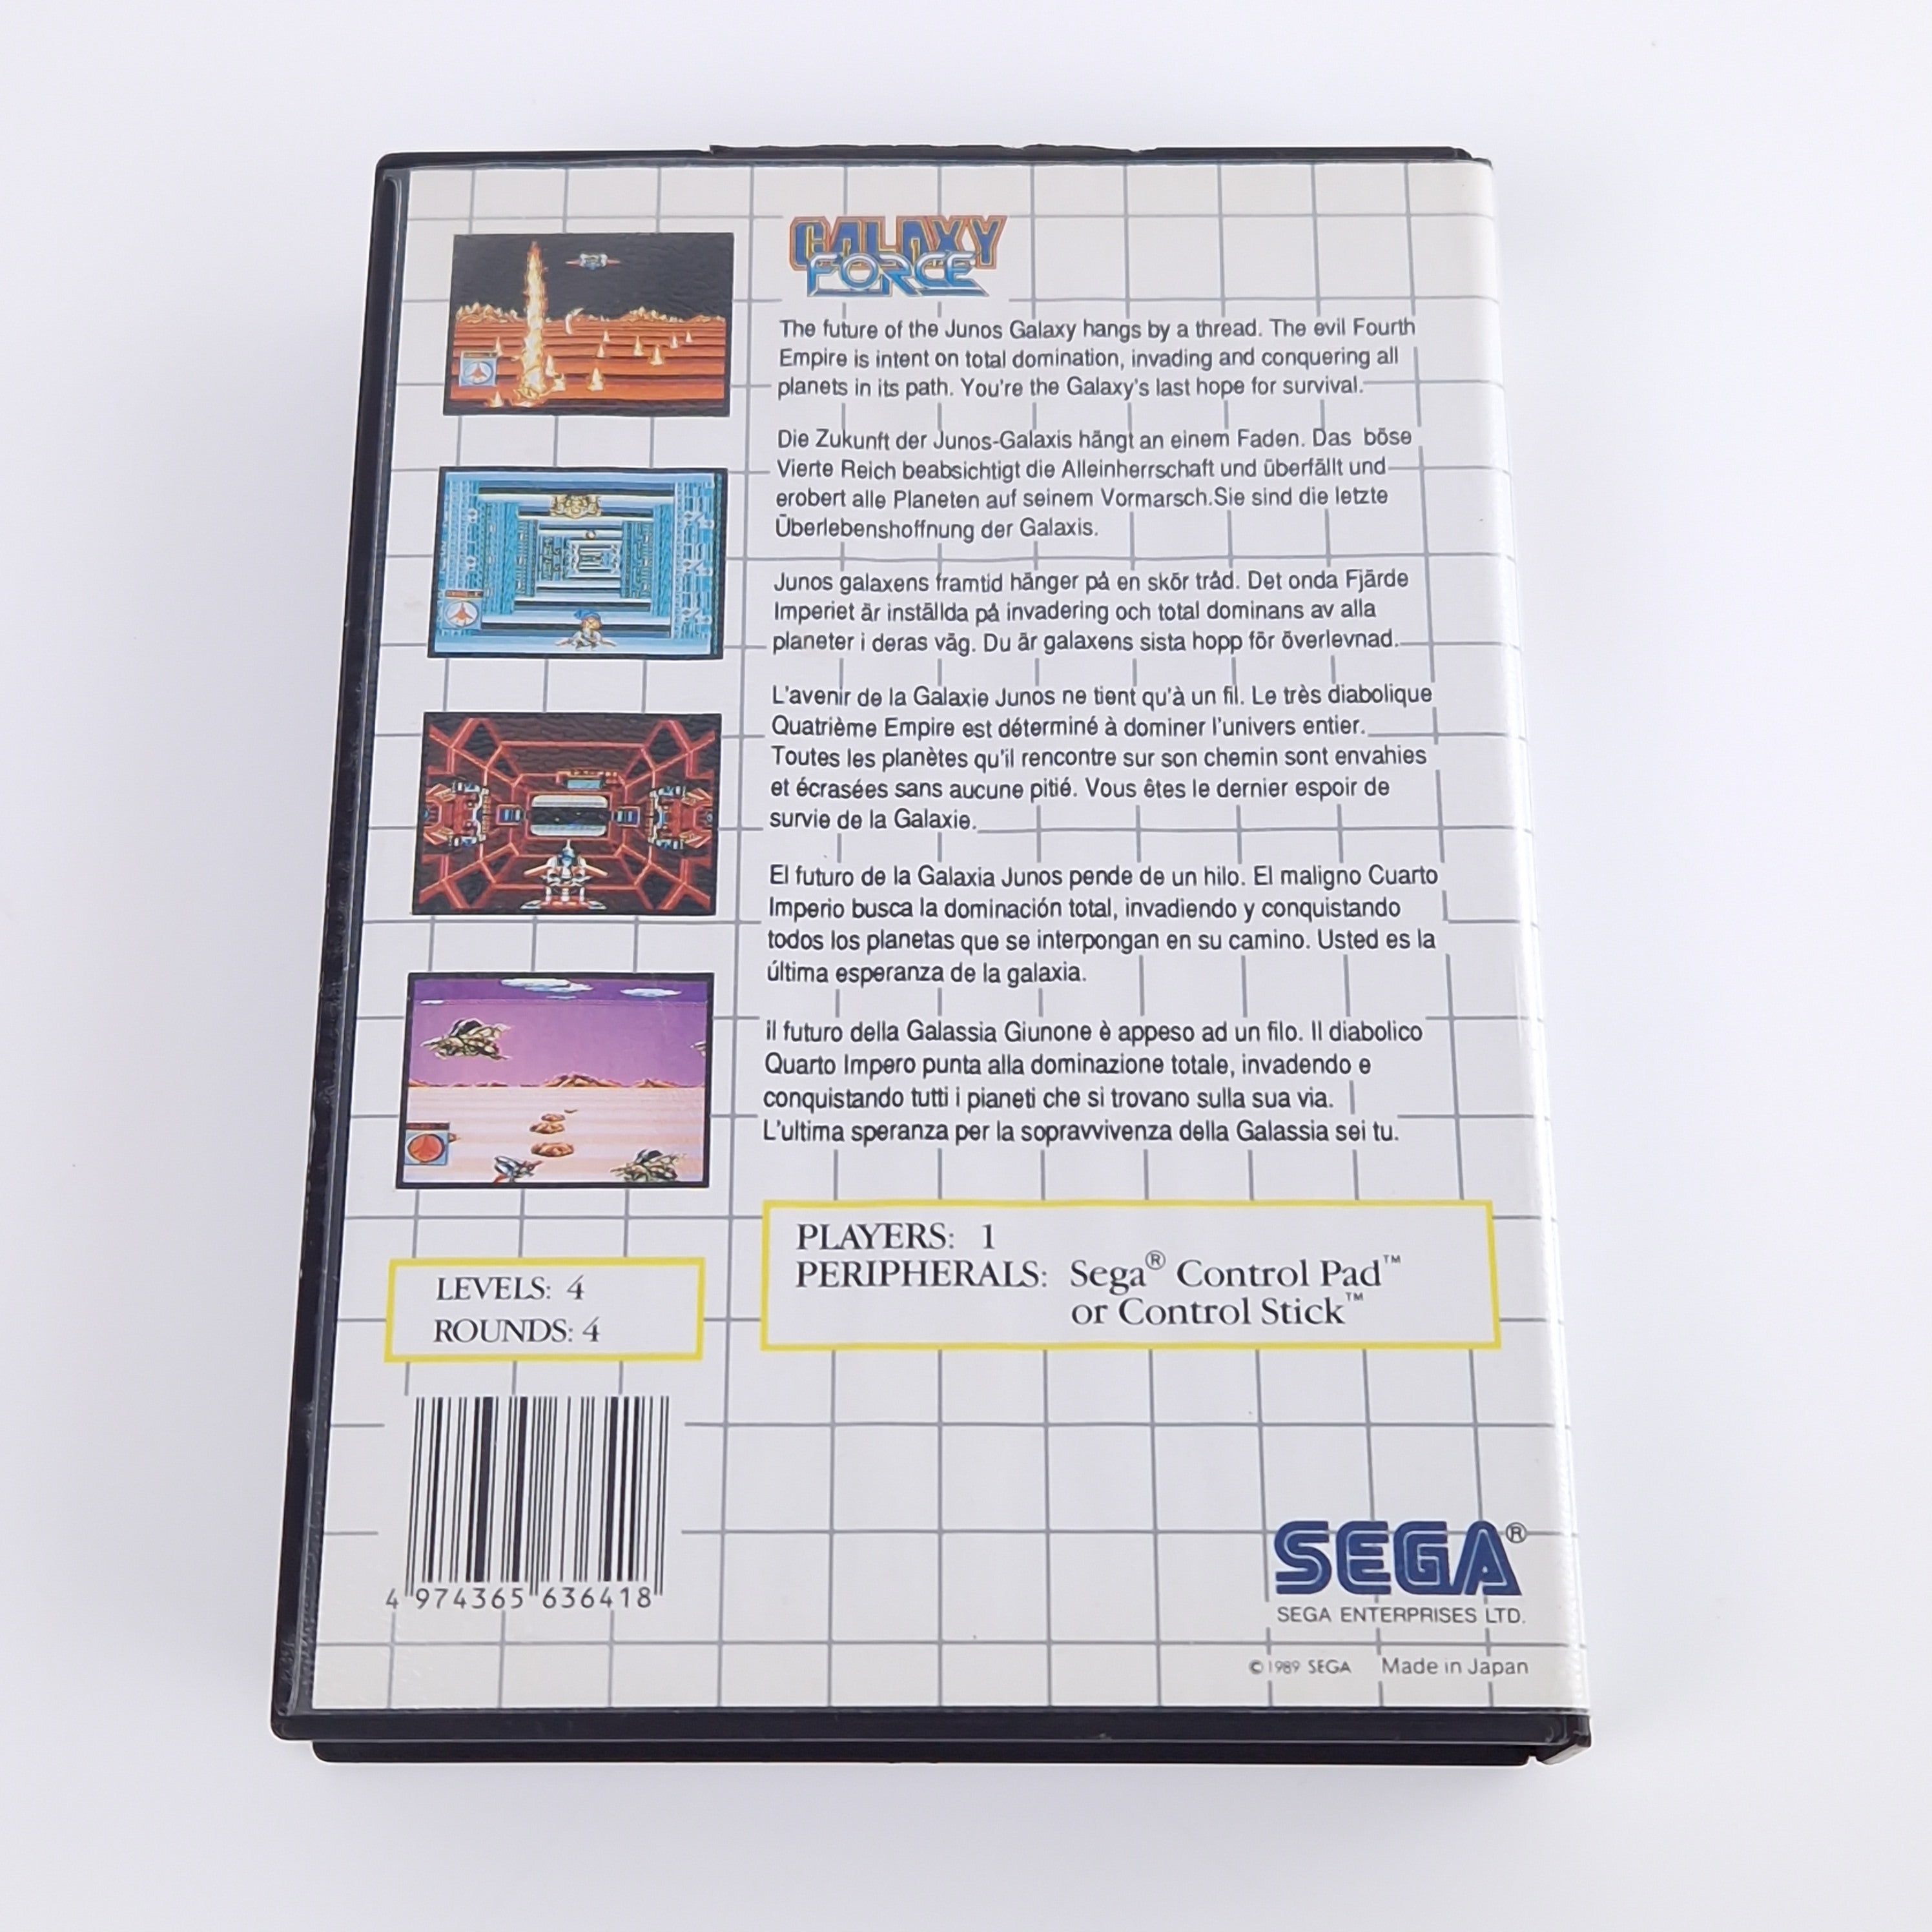 GALAXY
FORCE
The future of the Junos Galaxy hangs by a thread. The evil Fourth
Empire is intent on total domination, invading and conquering all
planets in its path. You're the Galaxy's last hope for survival.
Die Zukunft der Junos-Galaxis hängt an einem Faden. Das böse
Vierte Reich beabsichtigt die Alleinherrschaft und überfällt und
erobert alle Planeten auf seinem Vormarsch.Sie sind die letzte
Überlebenshoffnung der Galaxis.
Junos galaxens framtid hänger på en skör tråd. Det onda Fjärde
Imperiet är inställda på invadering och total dominans av alla
planeter i deras väg. Du är galaxens sista hopp för överlevnad.
L'avenir de la Galaxie Junos ne tient qu'à un fil. Le très diabolique
Quatrième Empire est déterminé à dominer l'univers entier.
Toutes les planètes qu'il rencontre sur son chemin sont envahies
et écrasées sans aucune pitié. Vous êtes le dernier espoir de
survie de la Galaxie.
El futuro de la Galaxia Junos pende de un hilo. El maligno Cuarto
Imperio busca la dominación total, invadiendo y conquistando
todos los planetas que se interpongan en su camino. Usted es la
última esperanza de la galaxia.
il futuro della Galassia Giunone è appeso ad un filo. Il diabolico
Quarto Impero punta alla dominazione totale, invadendo e
conquistando tutti i pianeti che si trovano sulla sua via.
L'ultima speranza per la sopravvivenza della Galassia sei tu.
PLAYERS: 1
PERIPHERALS: Sega® Control Pad™
or Control Stick™
LEVELS: 4
ROUNDS: 4
4 974365 636418
SEGA®
SEGA ENTERPRISES LTD.
© 1989 SEGA Made in Japan